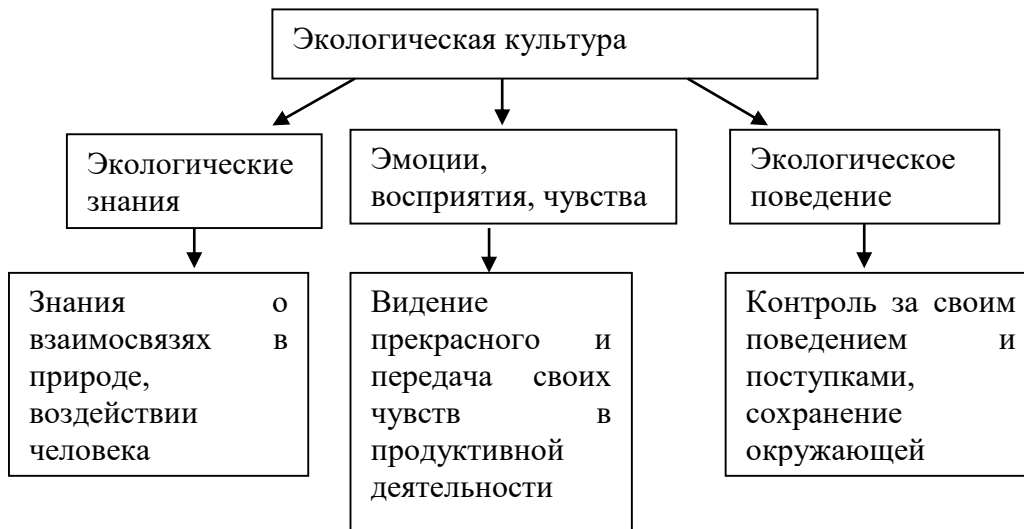 Экологическая культура
Экологические
знания
Эмоции,
восприятия, чувства
Экологическое
поведение
Знания о
взаимосвязях в
природе,
воздействии
человека
Видение
прекрасного и
передача своих
чувств в
продуктивной
деятельности
Контроль за своим
поведением и
поступками,
сохранение
окружающей